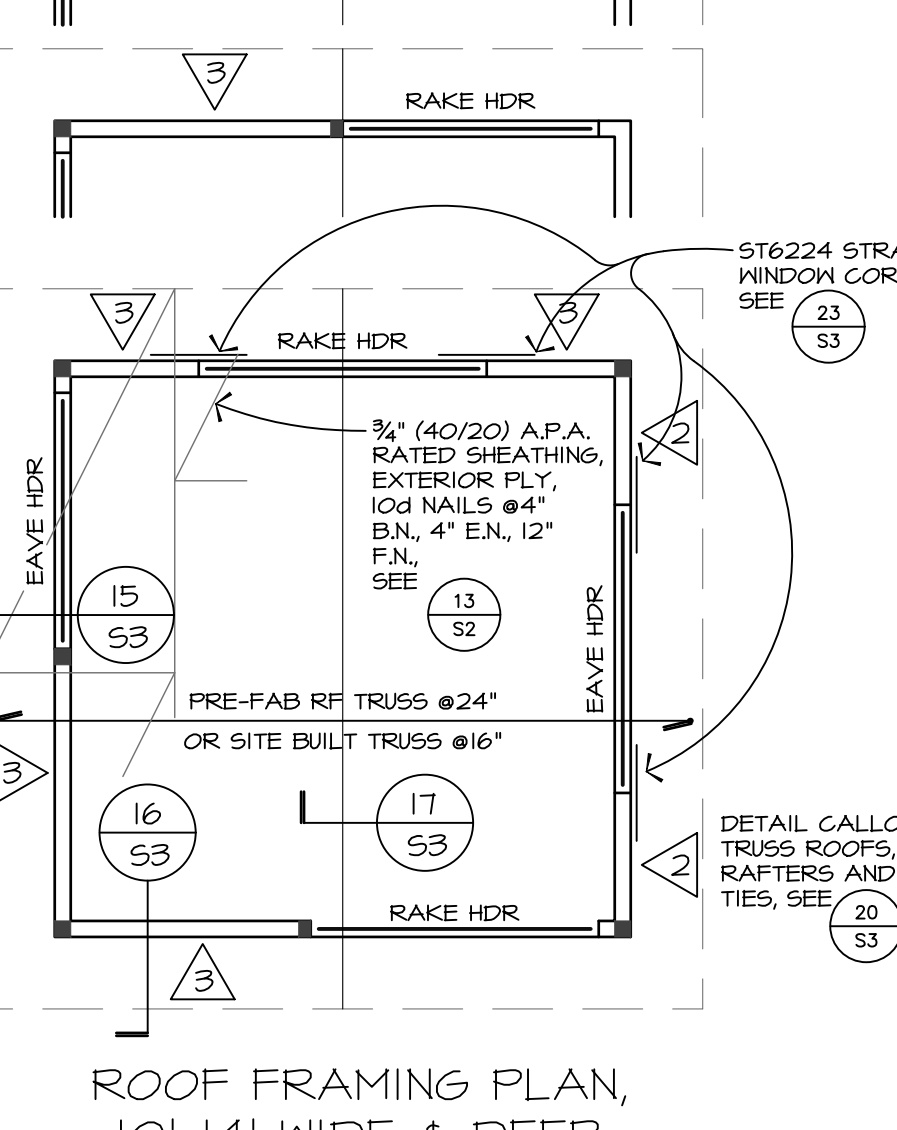 3
RAKE HDR
ST6224
WINDOW
SEE
23
S3
3
3
RAKE HDR
2
¾" (40/20) A.P.A.
RATED SHEATHING,
EXTERIOR PLY,
10d NAILS @4"
B.N., 4" E.N., 12"
F.N.,
SEE
13
S2
EAVE HDR
15
S3
EAVE HDR
PRE-FAB RF TRUSS @24"
OR SITE BUILT TRUSS @16"
3
16
S3
17
S3
DETAIL
TRUSS ROOFS,
RAFTERS AND
TIES, SEE
20
S3
2
RAKE HDR
3
ROOF FRAMING PLAN,